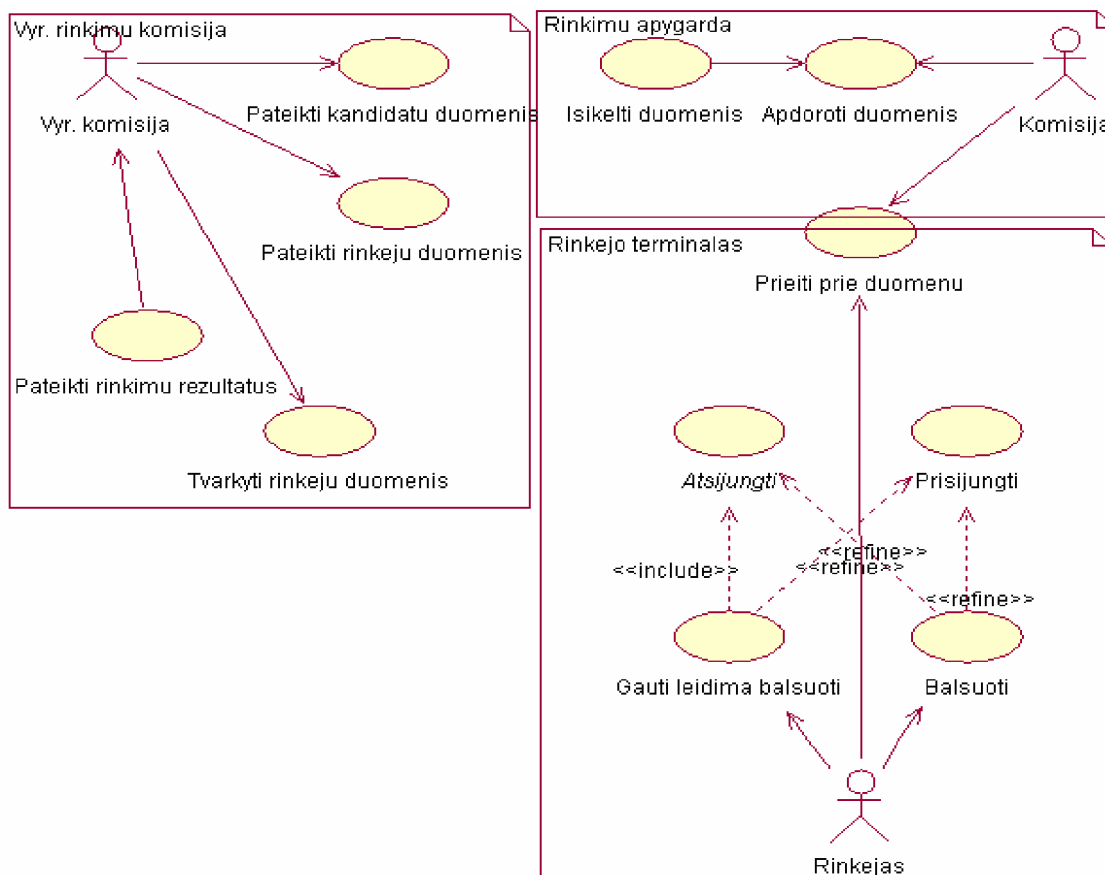 Vyr. rinkimu komisija
Pateikti kandidatu duomenis
Vyr. komisija
Pateikti rinkeju duomenis
Pateikti rinkimu rezultatus
Tvarkyti rinkeju duomenis
Rinkimu apygarda
Isikelti duomenis
Apdoroti duomenis
Komisija
Rinkejo terminalas
Prieiti prie duomenu
Atsijungti
Prisijungti
<<refine>>
<<include>>
<<refine>>
<<refine>>
Gauti leidima balsuoti
Balsuoti
Rinkejas